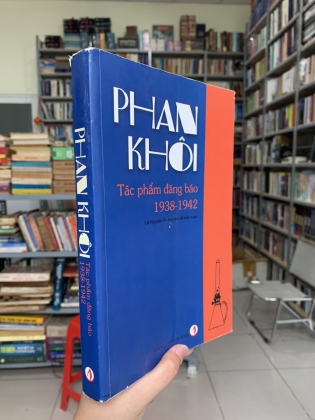 PHAN
KHÔI
Tác phẩm đăng báo
1938-1942
PHAN KHÔI
Tác phẩm đăng báo
1938-1942